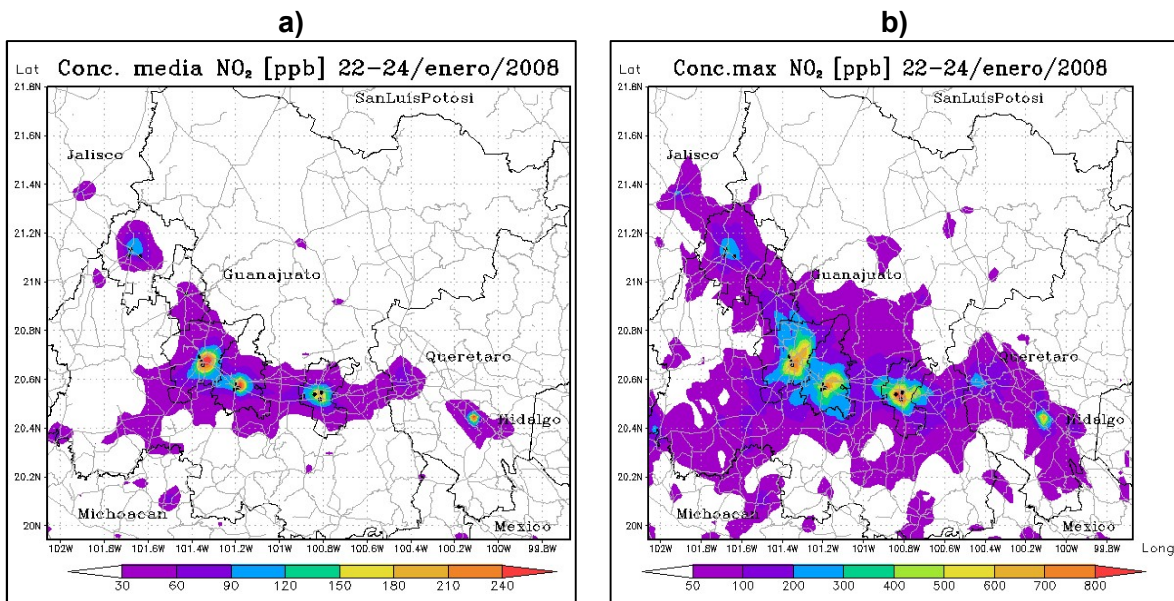 a)
Conc. media NO₂ [ppb] 22-24/enero/2008
Lat
21.8N
SanLuisPotosi
21.6N
Jalisco
21.4N
21.2N
21N
Guanajuato
20.8N
Queretaro
20.6N
Hidalgo
20.4N
20.2N
Michoacan
20N
Mexico
102W 101.8W 101.6W 101.4W 101.2W 101W 100.8W 100.6W 100.4W 100.2W 100W 99.8W
30 60 90 120 150 180 210 240
b)
Conc.max NO₂ [ppb] 22-24/enero/2008
Lat
21.8N
SanLuisPotosi
21.6N
Jalisco
21.4N
21.2N
21N
Guanajuato
20.8N
Queretaro
20.6N
Hidalgo
20.4N
20.2N
Michoacan
20N
Mexico
102W 101.8W 101.6W 101.4W 101.2W 101W 100.8W 100.6W 100.4W 100.2W 100W 99.8W
Long
50 100 200 300 400 500 600 700 800